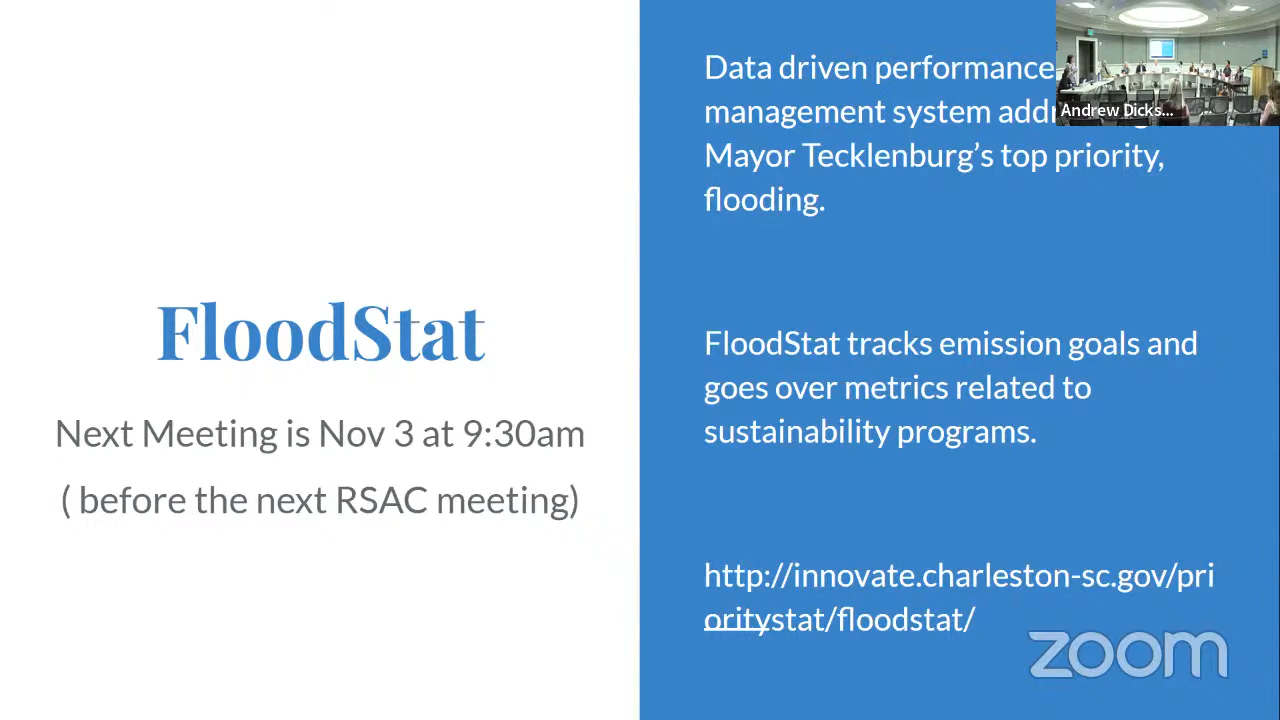 FloodStat
Next Meeting is Nov 3 at 9:30am
( before the next RSAC meeting)
Data driven performance
management system
Mayor Tecklenburg’s top priority,
flooding.
FloodStat tracks emission goals and
goes over metrics related to
sustainability programs.
http://innovate.charleston-sc.gov/pri
oritystat/floodstat/
Andrew Dicks...
zoom